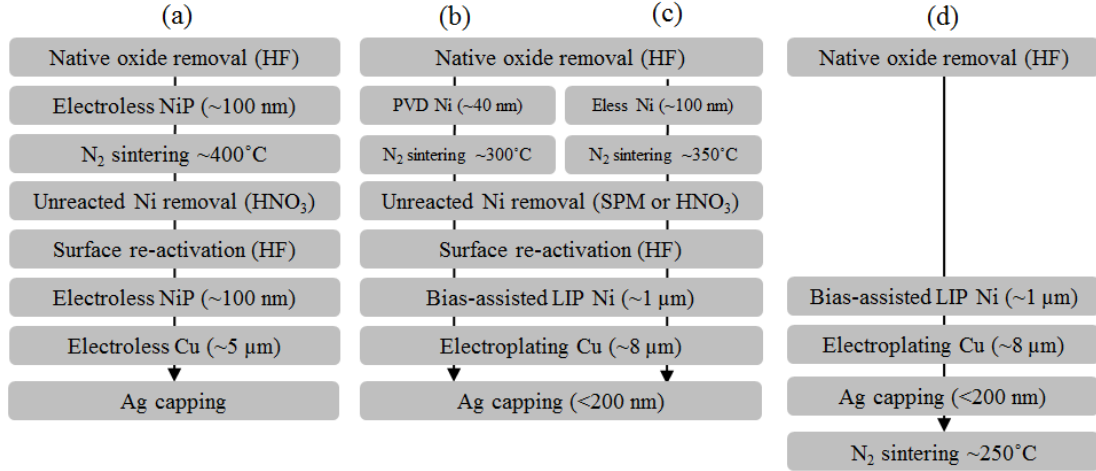 (a)
Native oxide removal (HF)
Electroless NiP (~100 nm)
N₂ sintering ~400˚C
Unreacted Ni removal (HNO₃)
Surface re-activation (HF)
Electroless NiP (~100 nm)
Electroless Cu (~5 µm)
Ag capping
(b)
(c)
Native oxide removal (HF)
PVD Ni (~40 nm)
Eless Ni (~100 nm)
N₂ sintering ~300˚C
N₂ sintering ~350˚C
Unreacted Ni removal (SPM or HNO₃)
Surface re-activation (HF)
Bias-assisted LIP Ni (~1 µm)
Electroplating Cu (~8 µm)
Ag capping (<200 nm)
(d)
Native oxide removal (HF)
Bias-assisted LIP Ni (~1 µm)
Electroplating Cu (~8 µm)
Ag capping (<200 nm)
N₂ sintering ~250˚C